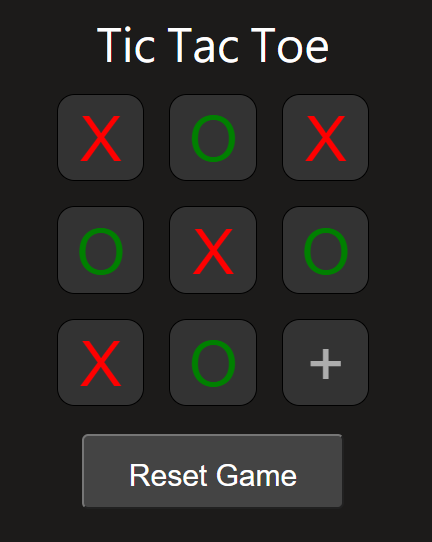 Tic Tac Toe
X O X
O X O
X O +
Reset Game